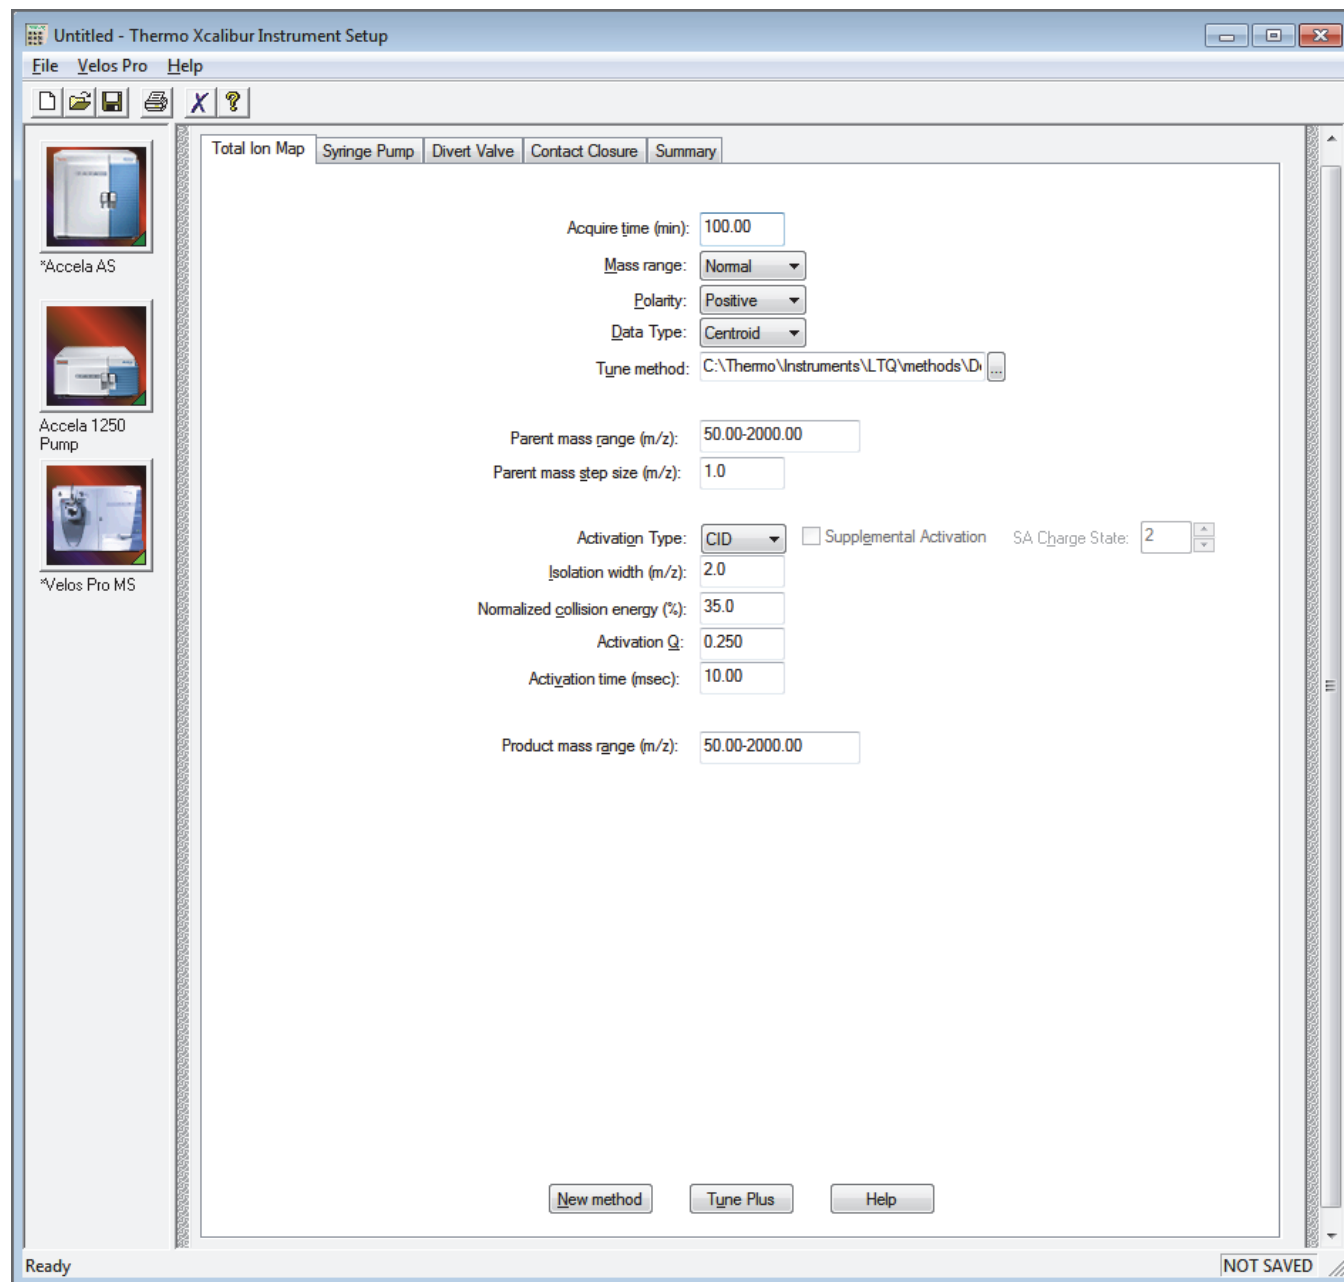 Untitled - Thermo Xcalibur Instrument Setup
File Velos Pro Help
Total Ion Map Syringe Pump Divert Valve Contact Closure Summary
*Accela AS
Accela 1250
Pump
*Velos Pro MS
Acquire time (min): 100.00
Mass range: Normal
Polarity: Positive
Data Type: Centroid
Tune method: C:\Thermo\Instruments\LTQ\methods\D ...
Parent mass range (m/z): 50.00-2000.00
Parent mass step size (m/z): 1.0
Activation Type: CID Supplemental Activation SA Charge State: 2
Isolation width (m/z): 2.0
Normalized collision energy (%): 35.0
Activation Q: 0.250
Activation time (msec): 10.00
Product mass range (m/z): 50.00-2000.00
New method Tune Plus Help
Ready NOT SAVED